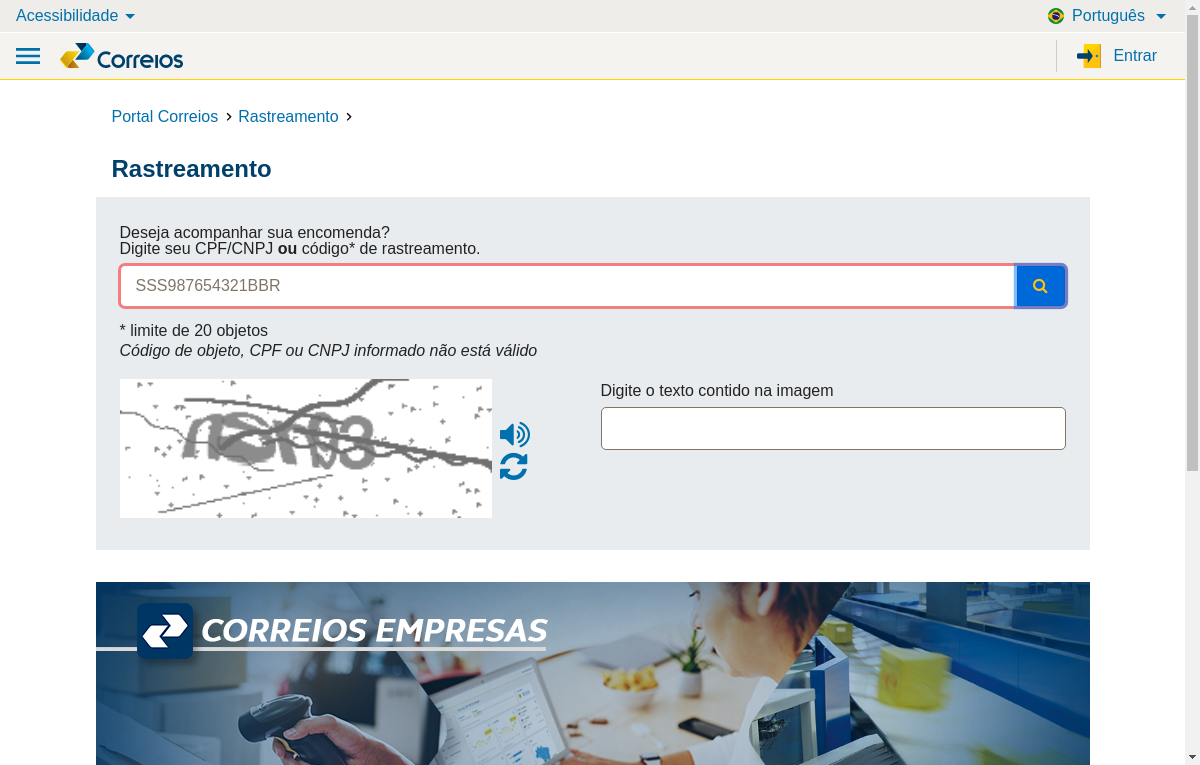 Acessibilidade
Português
Correios
Entrar
Portal Correios
Rastreamento
Rastreamento
Deseja acompanhar sua encomenda?
Digite seu CPF/CNPJ ou código* de rastreamento.
SSS987654321BBR
* limite de 20 objetos
Código de objeto, CPF ou CNPJ informado não está válido
Digite o texto contido na imagem
CORREIOS EMPRESAS